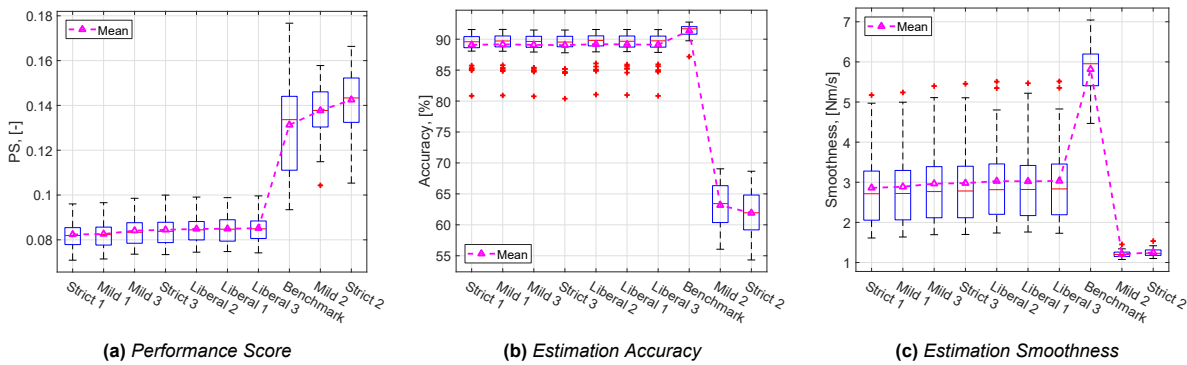 0.18
0.16
0.14
0.12
0.1
0.08
PS, [-]
Mean
Strict 1
Mild 1
Mild 3
Strict 3
Liberal 2
Liberal 1
Liberal 3
Benchmark
Mild 2
Strict 2
(a) Performance Score
90
85
80
75
70
65
60
55
Accuracy, [%]
Mean
Strict 1
Mild 1
Mild 3
Strict 3
Liberal 2
Liberal 1
Liberal 3
Benchmark
Mild 2
Strict 2
(b) Estimation Accuracy
7
6
5
4
3
2
1
Smoothness, [Nm/s]
Mean
Strict 1
Mild 1
Mild 3
Strict 3
Liberal 2
Liberal 1
Liberal 3
Benchmark
Mild 2
Strict 2
(c) Estimation Smoothness